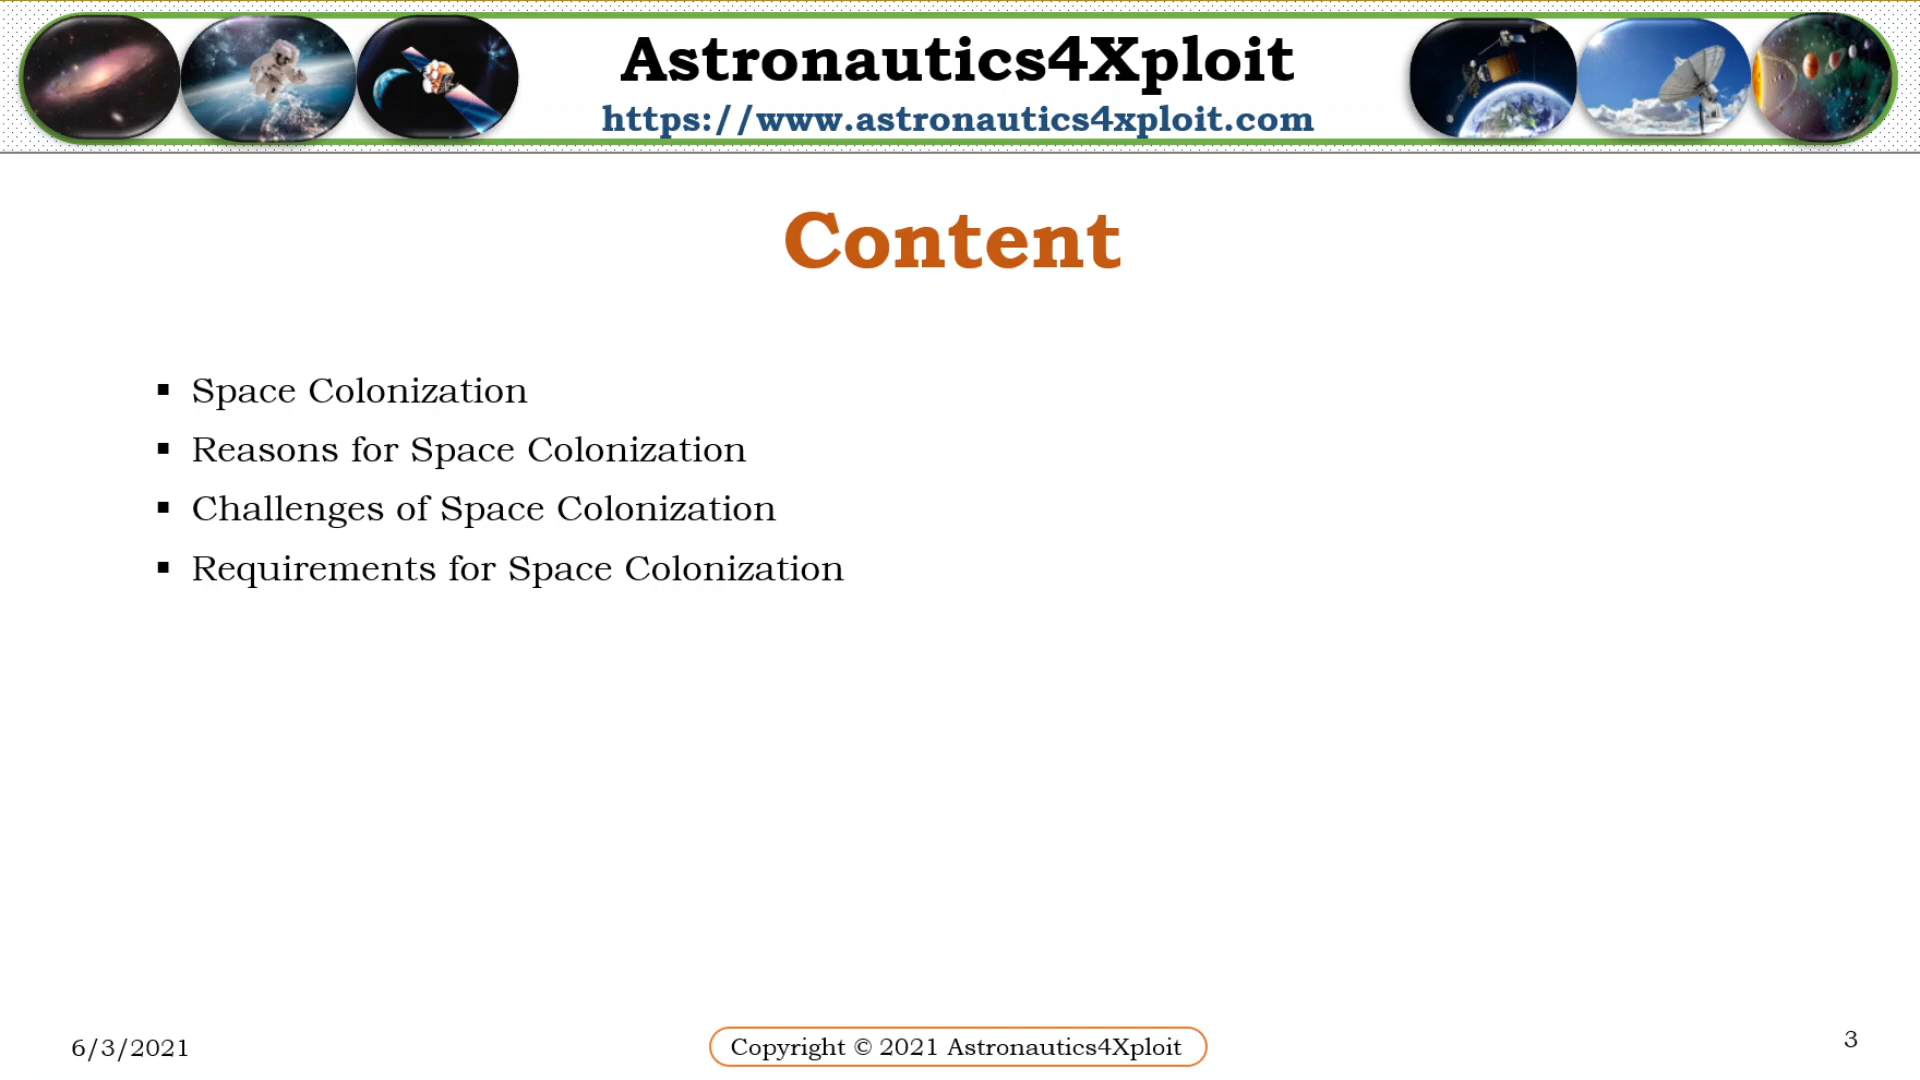 Astronautics4Xploit
https://www.astronautics4xploit.com
Content
▪ Space Colonization
▪ Reasons for Space Colonization
▪ Challenges of Space Colonization
▪ Requirements for Space Colonization
6/3/2021
Copyright © 2021 Astronautics4Xploit
3